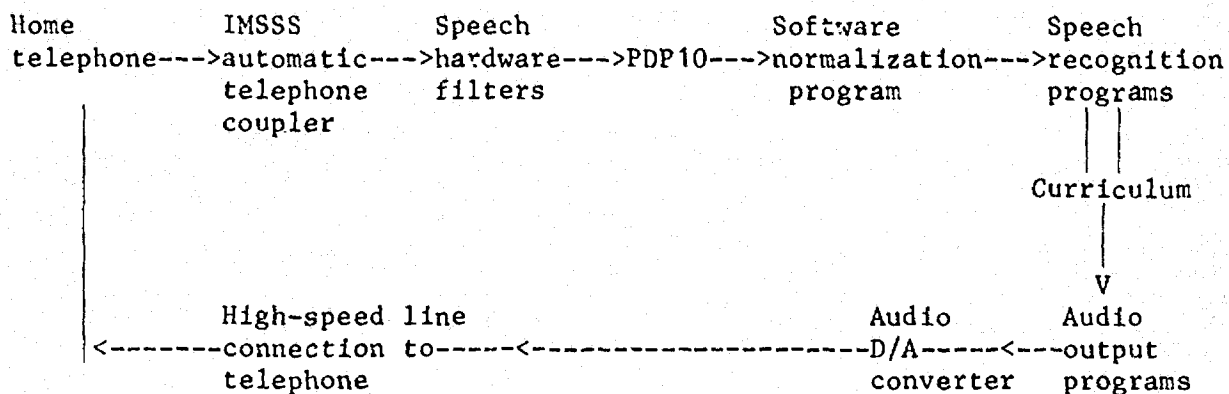 Home IMSSS Speech Software Speech
telephone--->automatic--->hardware--->PDP10--->normalization--->recognition
telephone filters program programs
coupler
Curriculum
V
High-speed line Audio Audio
<-------connection to-----<--------------------D/A-----<---output
telephone converter programs